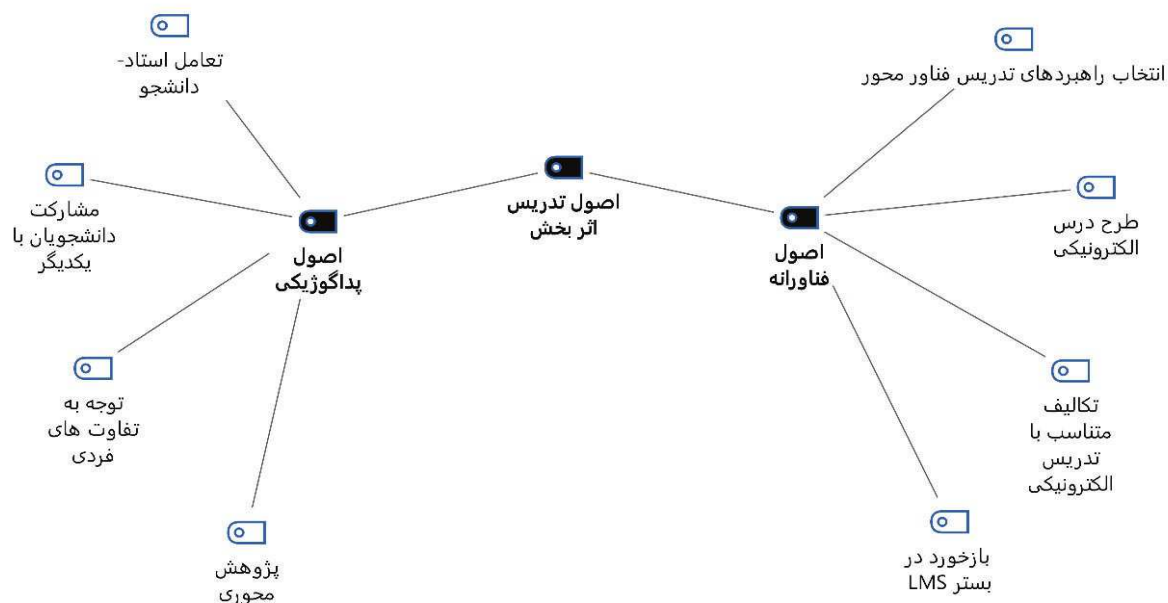 تعامل استاد-
دانشجو
انتخاب راهبردهای تدریس فناور محور
اصول تدریس
اثر بخش
مشارکت
دانشجویان با
یکدیگر
اصول
پداگوژیکی
اصول
فناورانه
طرح درس
الکترونیکی
توجه به
تفاوت های
فردی
تکالیف
متناسب با
تدریس
الکترونیکی
پژوهش
محوری
بازخورد در
بستر LMS